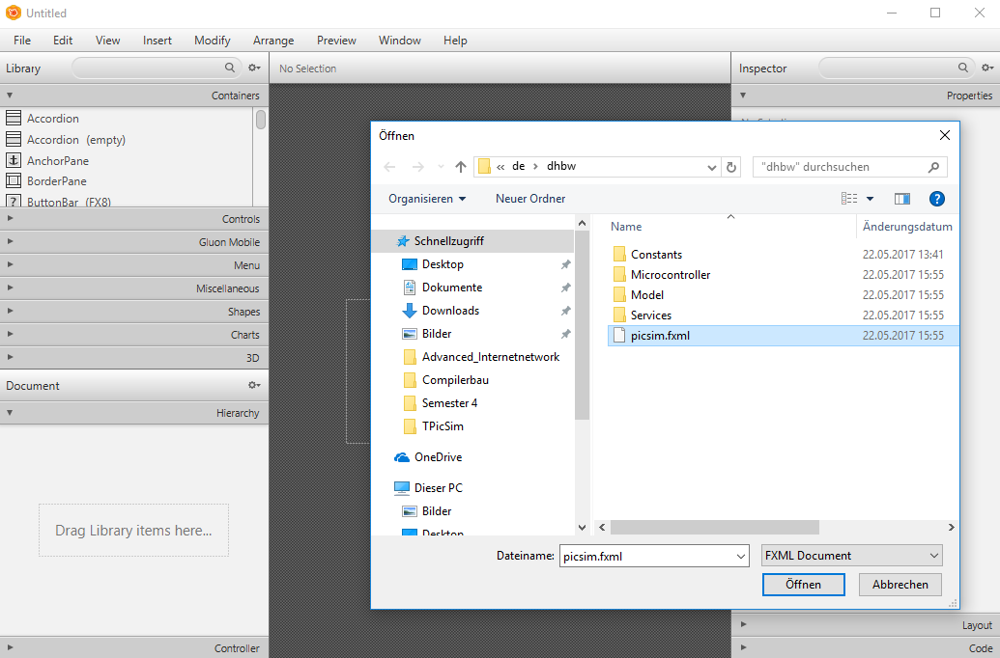 Untitled
File Edit View Insert Modify Arrange Preview Window Help
Library
No Selection
Inspector
Containers
Properties
Accordion
Accordion (empty)
AnchorPane
BorderPane
ButtonBar (FX8)
Controls
Gluon Mobile
Menu
Miscellaneous
Shapes
Charts
3D
Document
Hierarchy
Drag Library items here...
Controller
Öffnen
« de › dhbw
"dhbw" durchsuchen
Organisieren Neuer Ordner
Schnellzugriff
Desktop
Dokumente
Downloads
Bilder
Advanced_Internetnetwork
Compilerbau
Semester 4
TPicSim
OneDrive
Dieser PC
Bilder
Desktop
Name Änderungsdatum
Constants 22.05.2017 13:41
Microcontroller 22.05.2017 15:55
Model 22.05.2017 15:55
Services 22.05.2017 15:55
picsim.fxml 22.05.2017 15:55
Dateiname: picsim.fxml FXML Document
Öffnen Abbrechen
Layout
Code